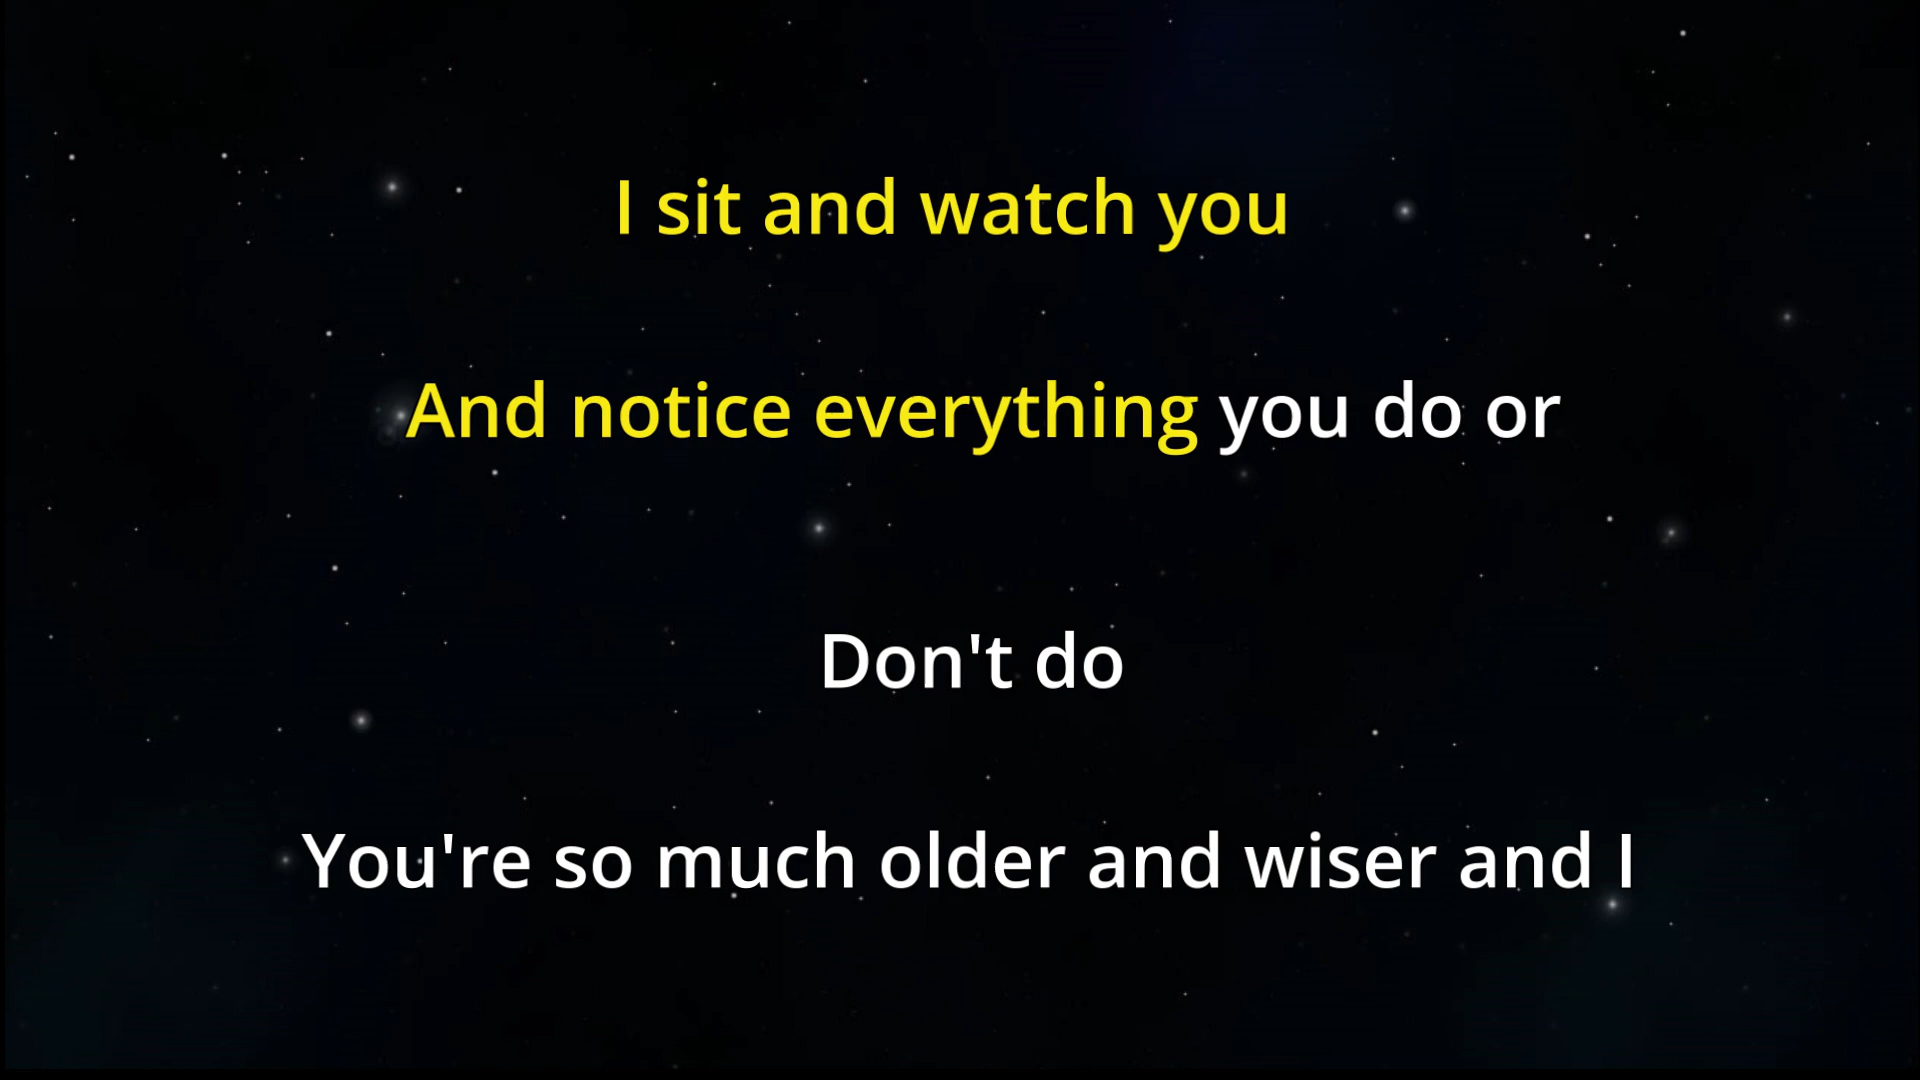 I sit and watch you
And notice everything you do or
Don't do
You're so much older and wiser and I